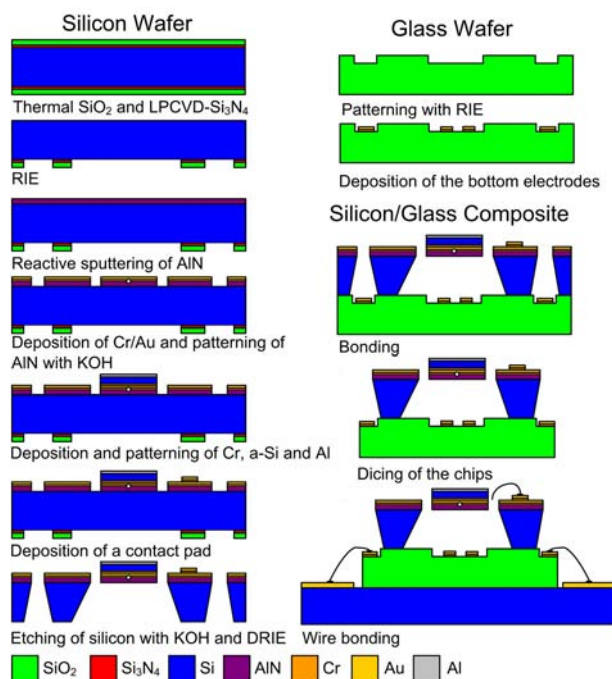 Silicon Wafer
Thermal SiO₂ and LPCVD-Si₃N₄
RIE
Reactive sputtering of AlN
Deposition of Cr/Au and patterning of
AlN with KOH
Deposition and patterning of Cr, a-Si and Al
Deposition of a contact pad
Etching of silicon with KOH and DRIE
Glass Wafer
Patterning with RIE
Deposition of the bottom electrodes
Silicon/Glass Composite
Bonding
Dicing of the chips
Wire bonding
SiO₂ Si₃N₄ Si AlN Cr Au Al